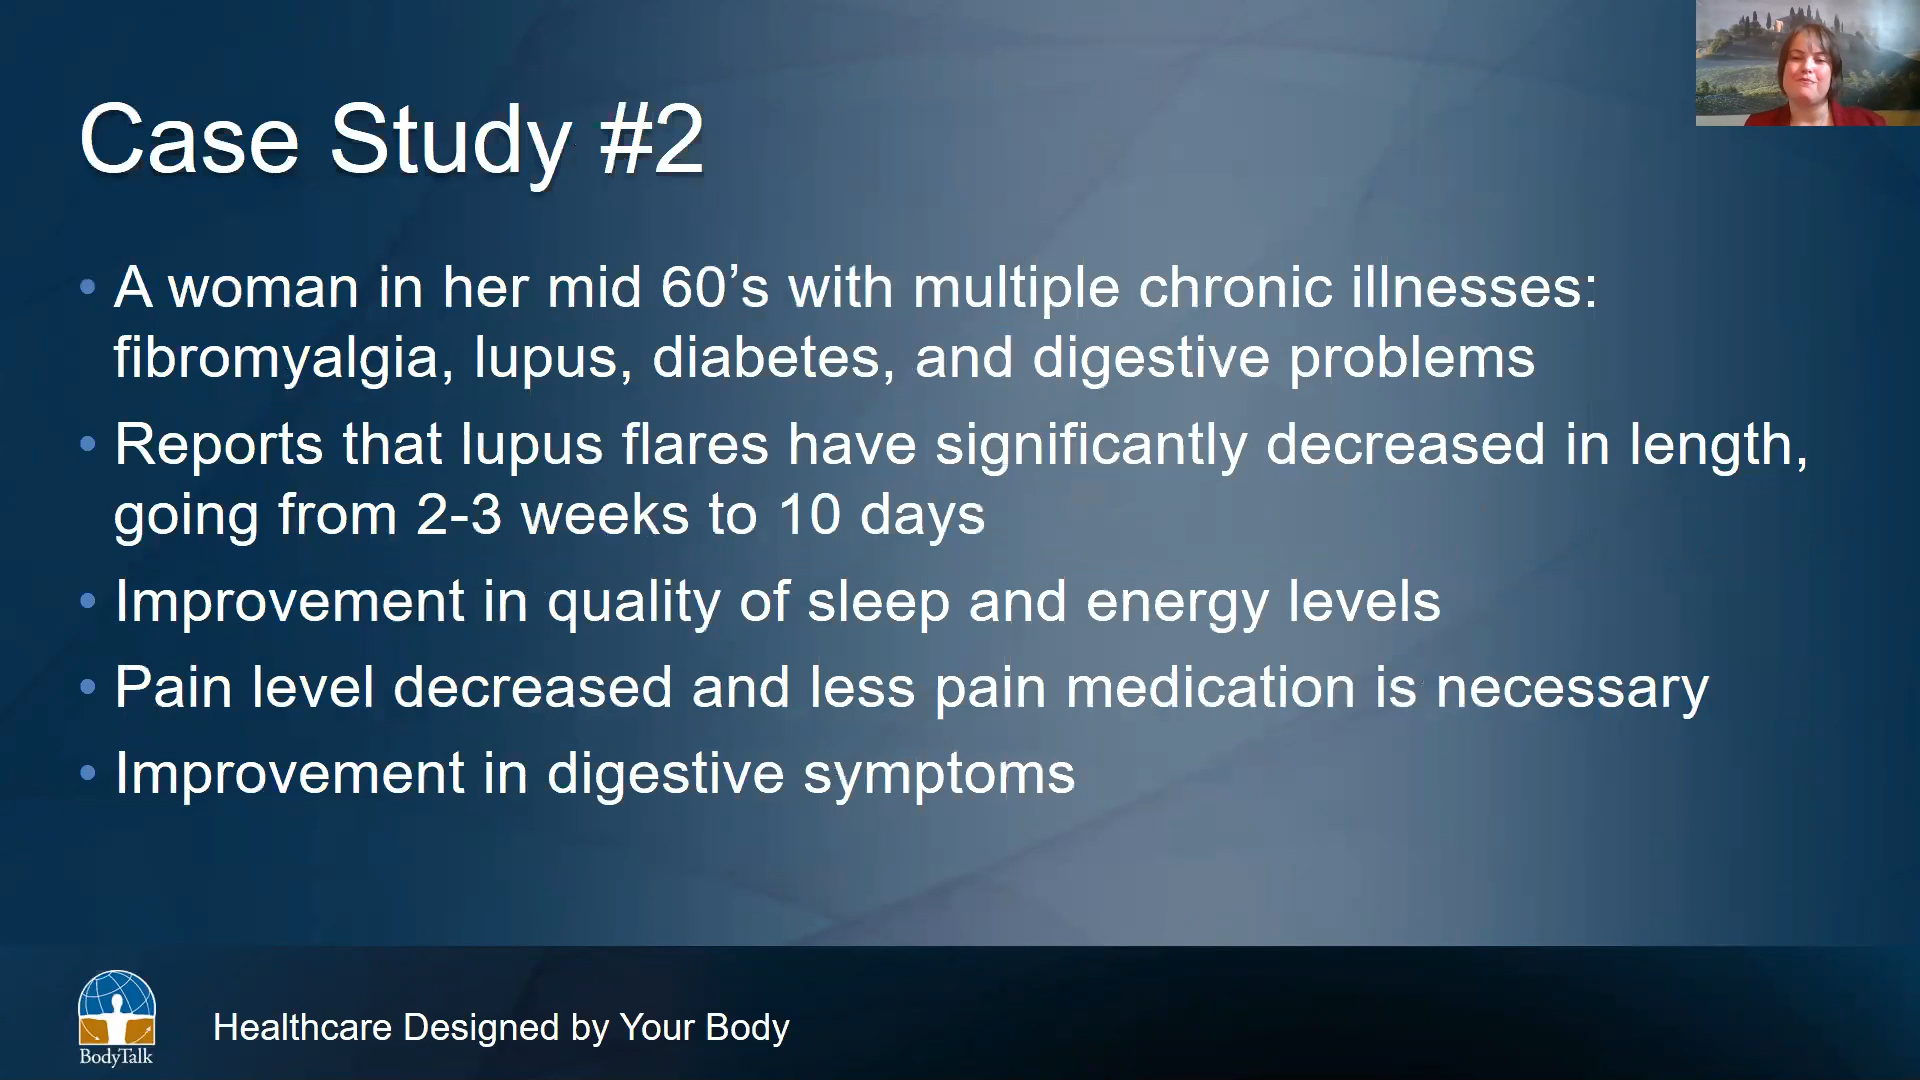 Case Study #2
• A woman in her mid 60’s with multiple chronic illnesses:
fibromyalgia, lupus, diabetes, and digestive problems
• Reports that lupus flares have significantly decreased in length,
going from 2-3 weeks to 10 days
• Improvement in quality of sleep and energy levels
• Pain level decreased and less pain medication is necessary
• Improvement in digestive symptoms
BodyTalk
Healthcare Designed by Your Body